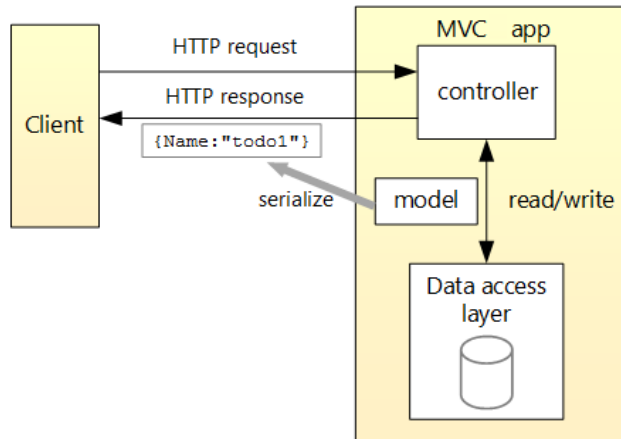 MVC app
HTTP request
controller
HTTP response
Client
{Name:"todo1"}
serialize
model
read/write
Data access
layer